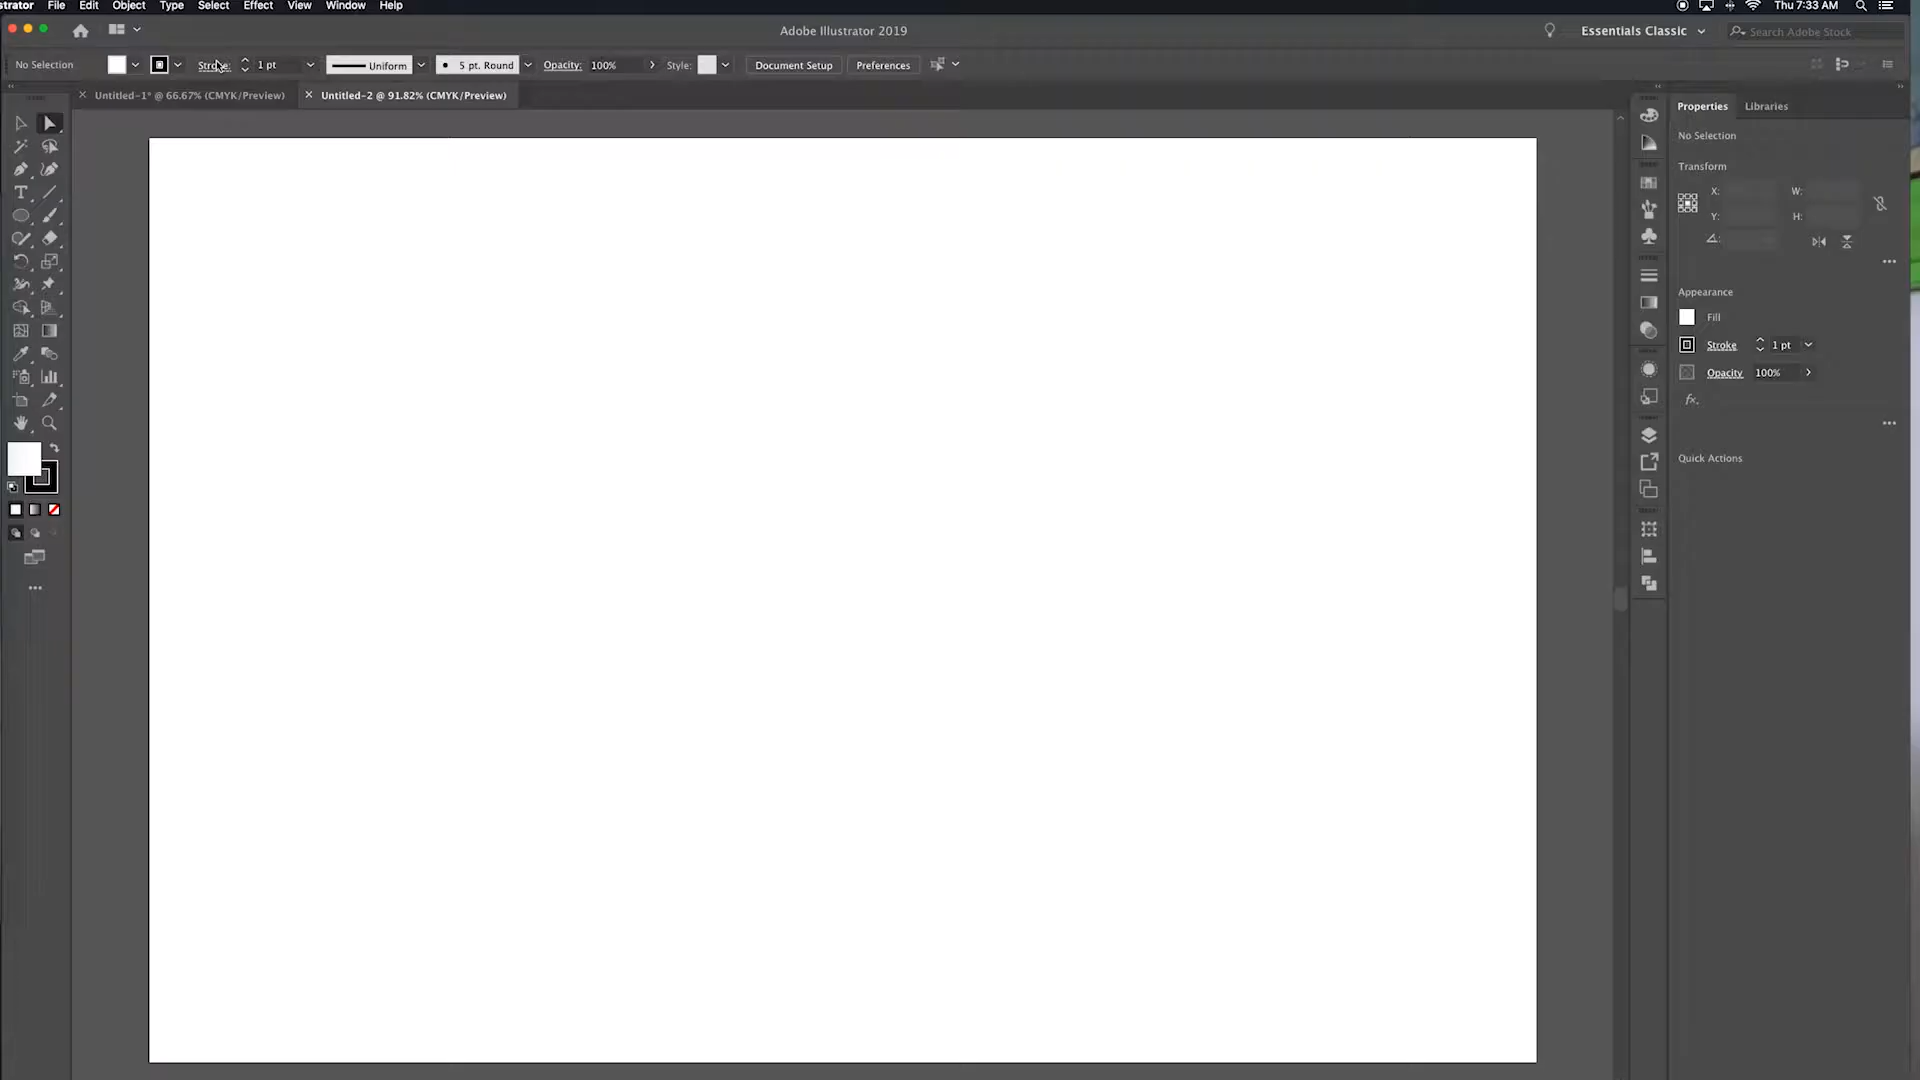 strator File Edit Object Type Select Effect View Window Help Thu 7:33 AM
Adobe Illustrator 2019 Essentials Classic Search Adobe Stock
No Selection Stroke: 1 pt Uniform 5 pt. Round Opacity: 100% Style: Document Setup Preferences
Untitled-1* @ 66.67% (CMYK/Preview) Untitled-2 @ 91.82% (CMYK/Preview)
Properties Libraries
No Selection
Transform
X: W:
Y: H:
Appearance
Fill
Stroke 1 pt
Opacity 100%
fx.
Quick Actions